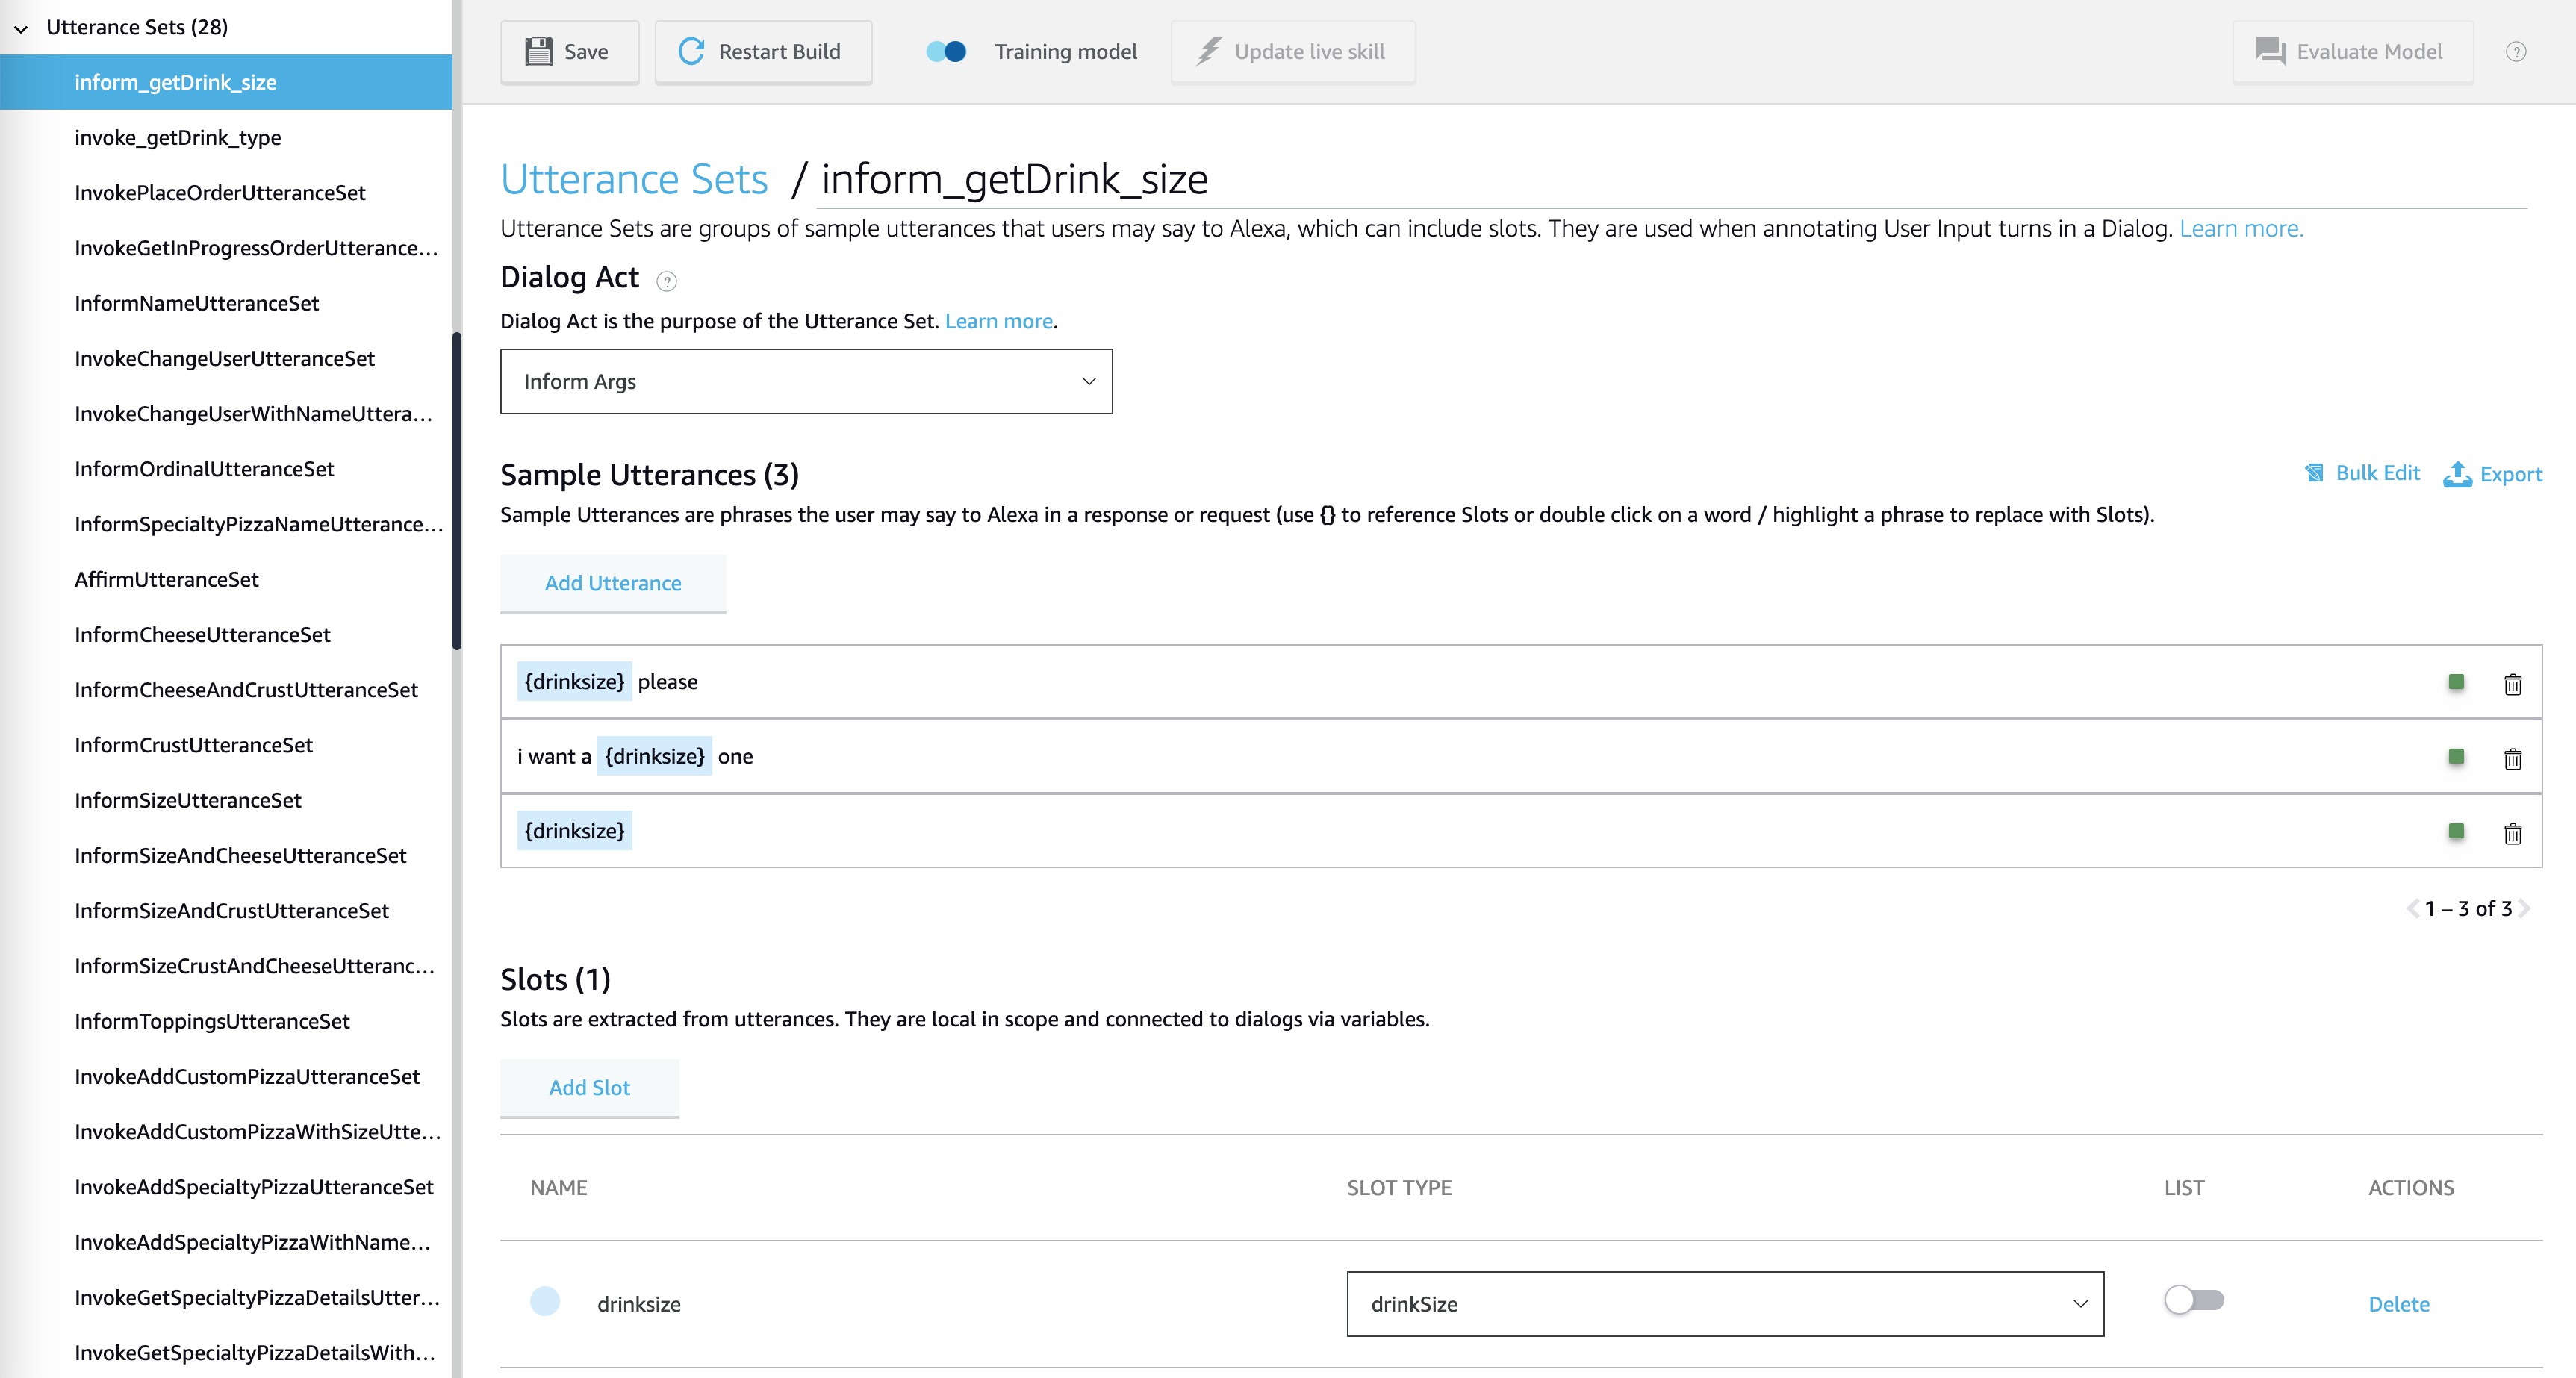 Utterance Sets (28)
inform_getDrink_size
invoke_getDrink_type
InvokePlaceOrderUtteranceSet
InvokeGetInProgressOrderUtterance...
InformNameUtteranceSet
InvokeChangeUserUtteranceSet
InvokeChangeUserWithNameUttera...
InformOrdinalUtteranceSet
InformSpecialtyPizzaNameUtterance...
AffirmUtteranceSet
InformCheeseUtteranceSet
InformCheeseAndCrustUtteranceSet
InformCrustUtteranceSet
InformSizeUtteranceSet
InformSizeAndCheeseUtteranceSet
InformSizeAndCrustUtteranceSet
InformSizeCrustAndCheeseUtteranc...
InformToppingsUtteranceSet
InvokeAddCustomPizzaUtteranceSet
InvokeAddCustomPizzaWithSizeUtte...
InvokeAddSpecialtyPizzaUtteranceSet
InvokeAddSpecialtyPizzaWithName...
InvokeGetSpecialtyPizzaDetailsUtter...
InvokeGetSpecialtyPizzaDetailsWith...
Save
Restart Build
Training model
Update live skill
Evaluate Model
?
Utterance Sets / inform_getDrink_size
Utterance Sets are groups of sample utterances that users may say to Alexa, which can include slots. They are used when annotating User Input turns in a Dialog. Learn more.
Dialog Act ?
Dialog Act is the purpose of the Utterance Set. Learn more.
Inform Args
Sample Utterances (3)
Bulk Edit
Export
Sample Utterances are phrases the user may say to Alexa in a response or request (use {} to reference Slots or double click on a word / highlight a phrase to replace with Slots).
Add Utterance
{drinksize} please
i want a {drinksize} one
{drinksize}
1 – 3 of 3
Slots (1)
Slots are extracted from utterances. They are local in scope and connected to dialogs via variables.
Add Slot
NAME SLOT TYPE LIST ACTIONS
drinksize drinkSize Delete